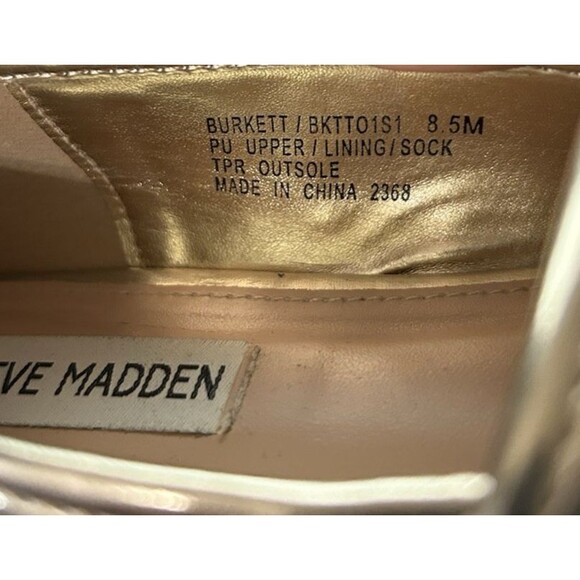 BURKETT / BKTT01S1 8.5M
PU UPPER / LINING / SOCK
TPR OUTSOLE
MADE IN CHINA 2368
EVE MADDEN